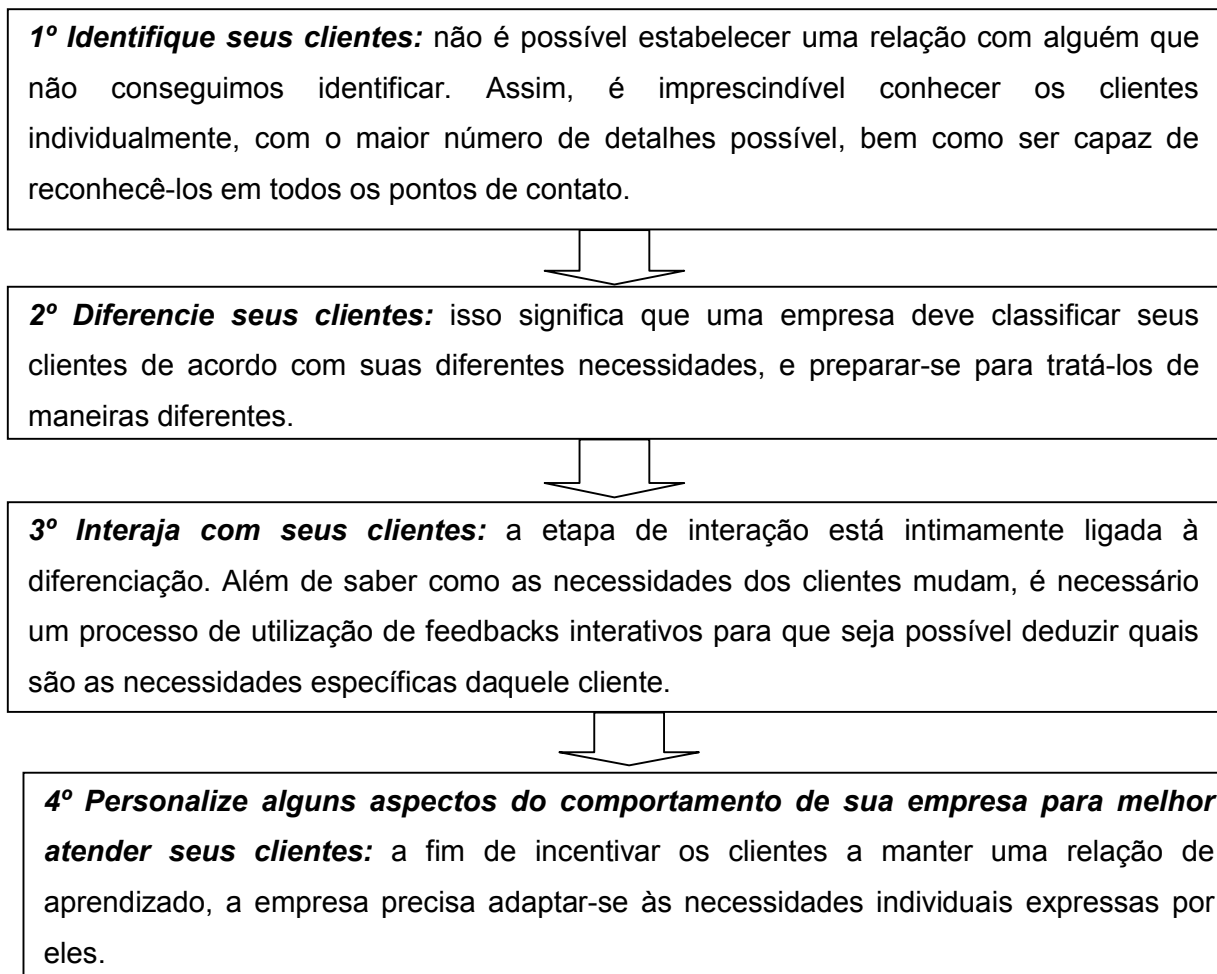 1º Identifique seus clientes: não é possível estabelecer uma relação com alguém que
não conseguimos identificar. Assim, é imprescindível conhecer os clientes
individualmente, com o maior número de detalhes possível, bem como ser capaz de
reconhecê-los em todos os pontos de contato.
2º Diferencie seus clientes: isso significa que uma empresa deve classificar seus
clientes de acordo com suas diferentes necessidades, e preparar-se para tratá-los de
maneiras diferentes.
3º Interaja com seus clientes: a etapa de interação está intimamente ligada à
diferenciação. Além de saber como as necessidades dos clientes mudam, é necessário
um processo de utilização de feedbacks interativos para que seja possível deduzir quais
são as necessidades específicas daquele cliente.
4º Personalize alguns aspectos do comportamento de sua empresa para melhor
atender seus clientes: a fim de incentivar os clientes a manter uma relação de
aprendizado, a empresa precisa adaptar-se às necessidades individuais expressas por
eles.